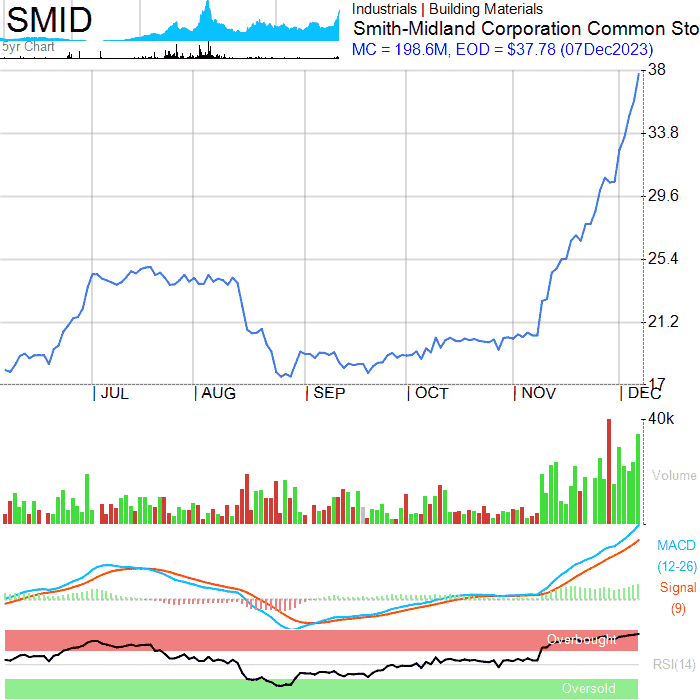 SMID
5yr Chart
Industrials | Building Materials
Smith-Midland Corporation Common Sto
MC = 198.6M, EOD = $37.78 (07Dec2023)
38
33.8
29.6
25.4
21.2
17
JUL
AUG
SEP
OCT
NOV
DEC
40k
Volume
MACD
(12-26)
Signal
(9)
Overbought
RSI(14)
Oversold